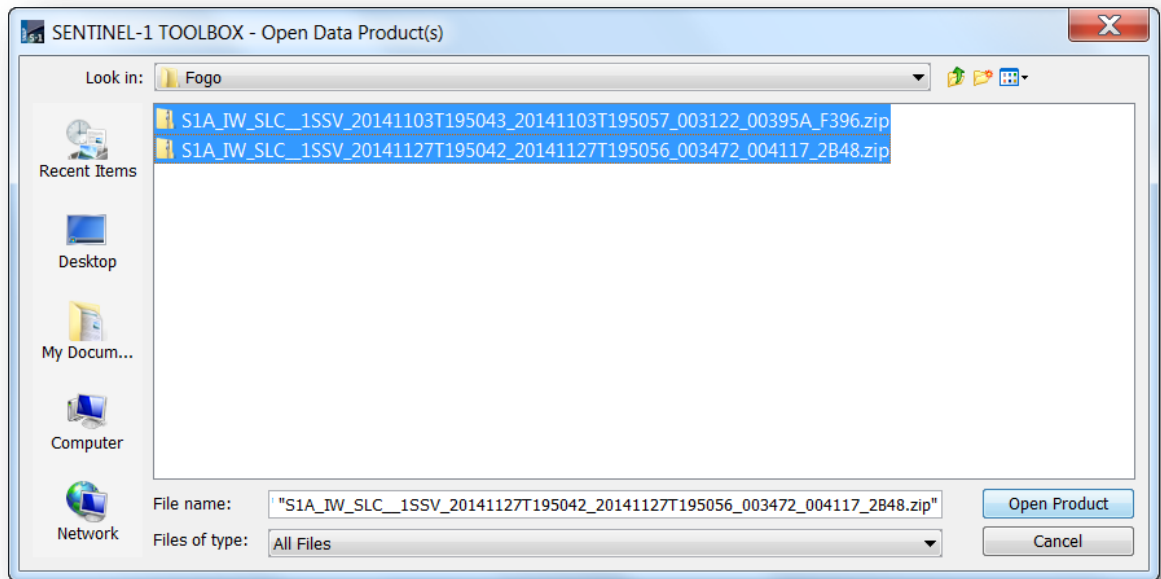 SENTINEL-1 TOOLBOX - Open Data Product(s)
Look in: Fogo
S1A_IW_SLC__1SSV_20141103T195043_20141103T195057_003122_00395A_F396.zip
S1A_IW_SLC__1SSV_20141127T195042_20141127T195056_003472_004117_2B48.zip
Recent Items
Desktop
My Docum...
Computer
Network
File name: "S1A_IW_SLC__1SSV_20141127T195042_20141127T195056_003472_004117_2B48.zip" Open Product
Files of type: All Files Cancel